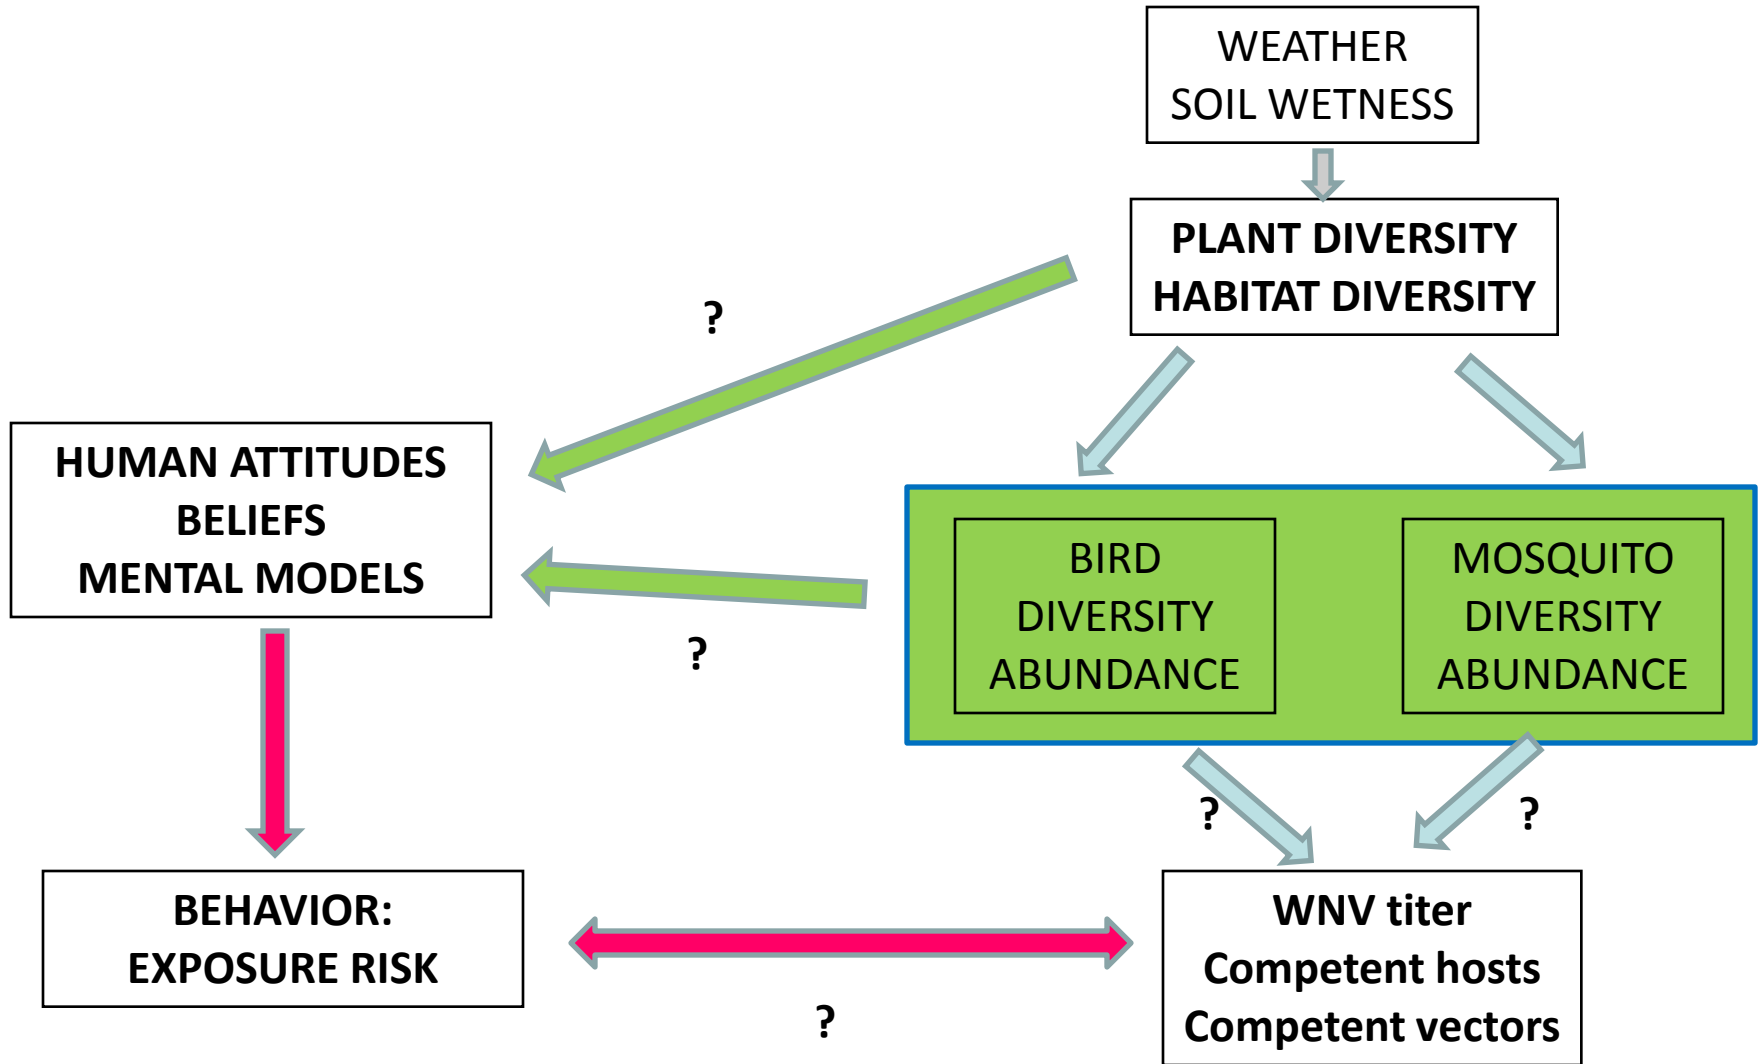 WEATHER
SOIL WETNESS
PLANT DIVERSITY
HABITAT DIVERSITY
?
HUMAN ATTITUDES
BELIEFS
MENTAL MODELS
BIRD
DIVERSITY
ABUNDANCE
MOSQUITO
DIVERSITY
ABUNDANCE
?
?
?
BEHAVIOR:
EXPOSURE RISK
WNV titer
Competent hosts
Competent vectors
?